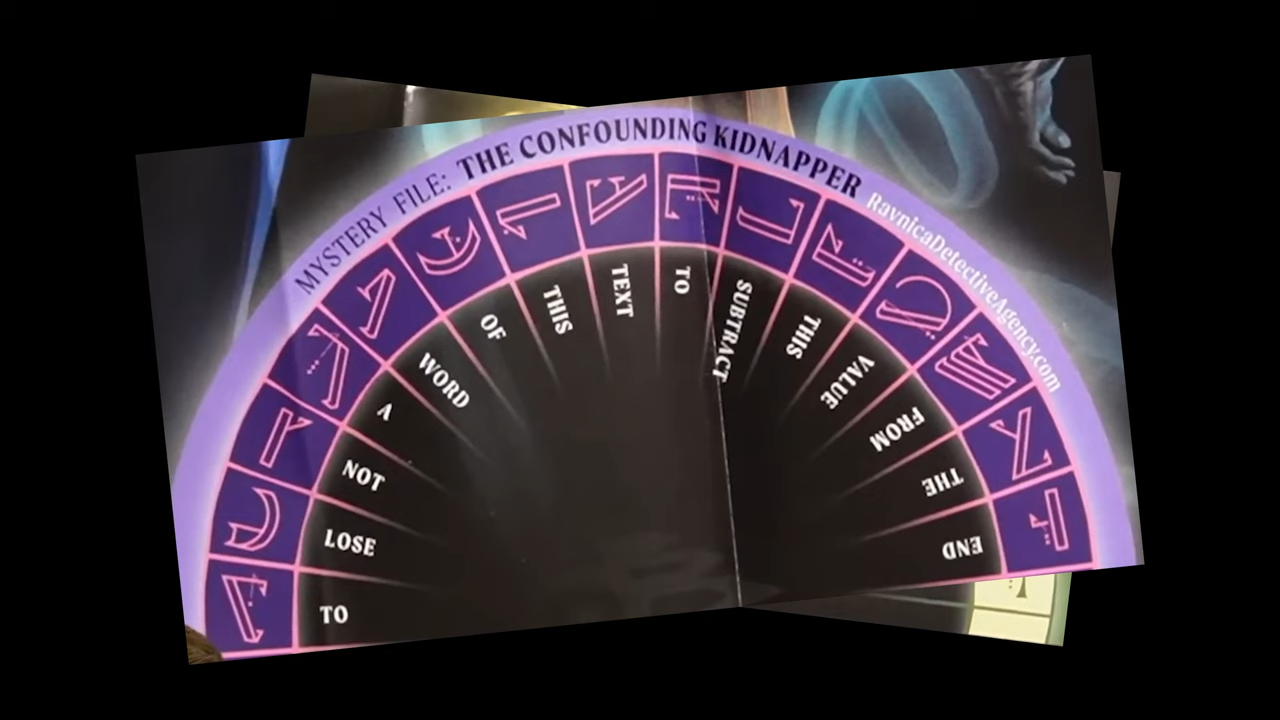 MYSTERY FILE: THE CONFOUNDING KIDNAPPER RavnicaDetectiveAgency.com
TO
LOSE
NOT
A
WORD
OF
THIS
TEXT
TO
SUBTRACT
THIS
VALUE
FROM
THE
END